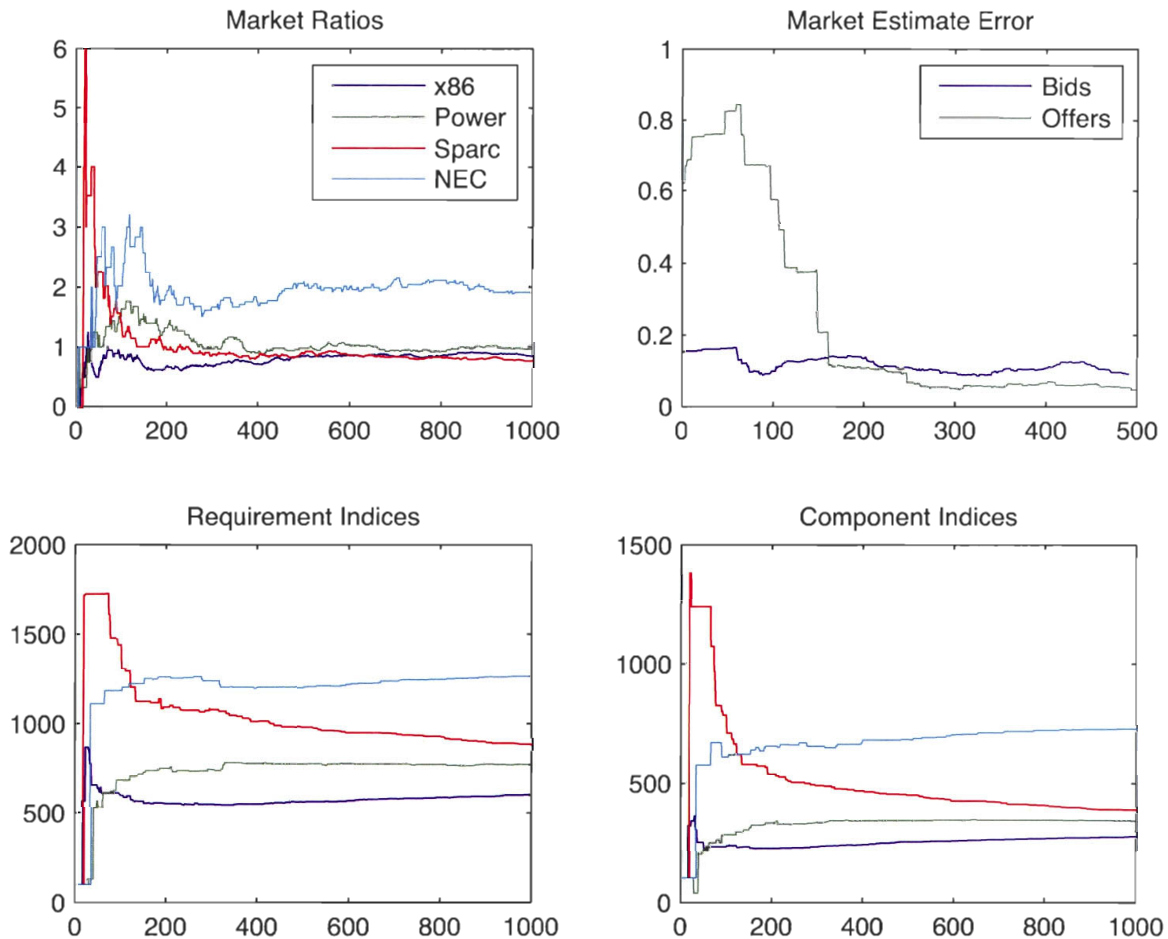 Market Ratios
6
5
4
3
2
1
0
0 200 400 600 800 1000
x86
Power
Sparc
NEC
Market Estimate Error
1
0.8
0.6
0.4
0.2
0
0 100 200 300 400 500
Bids
Offers
Requirement Indices
2000
1500
1000
500
0
0 200 400 600 800 1000
Component Indices
1500
1000
500
0
0 200 400 600 800 1000